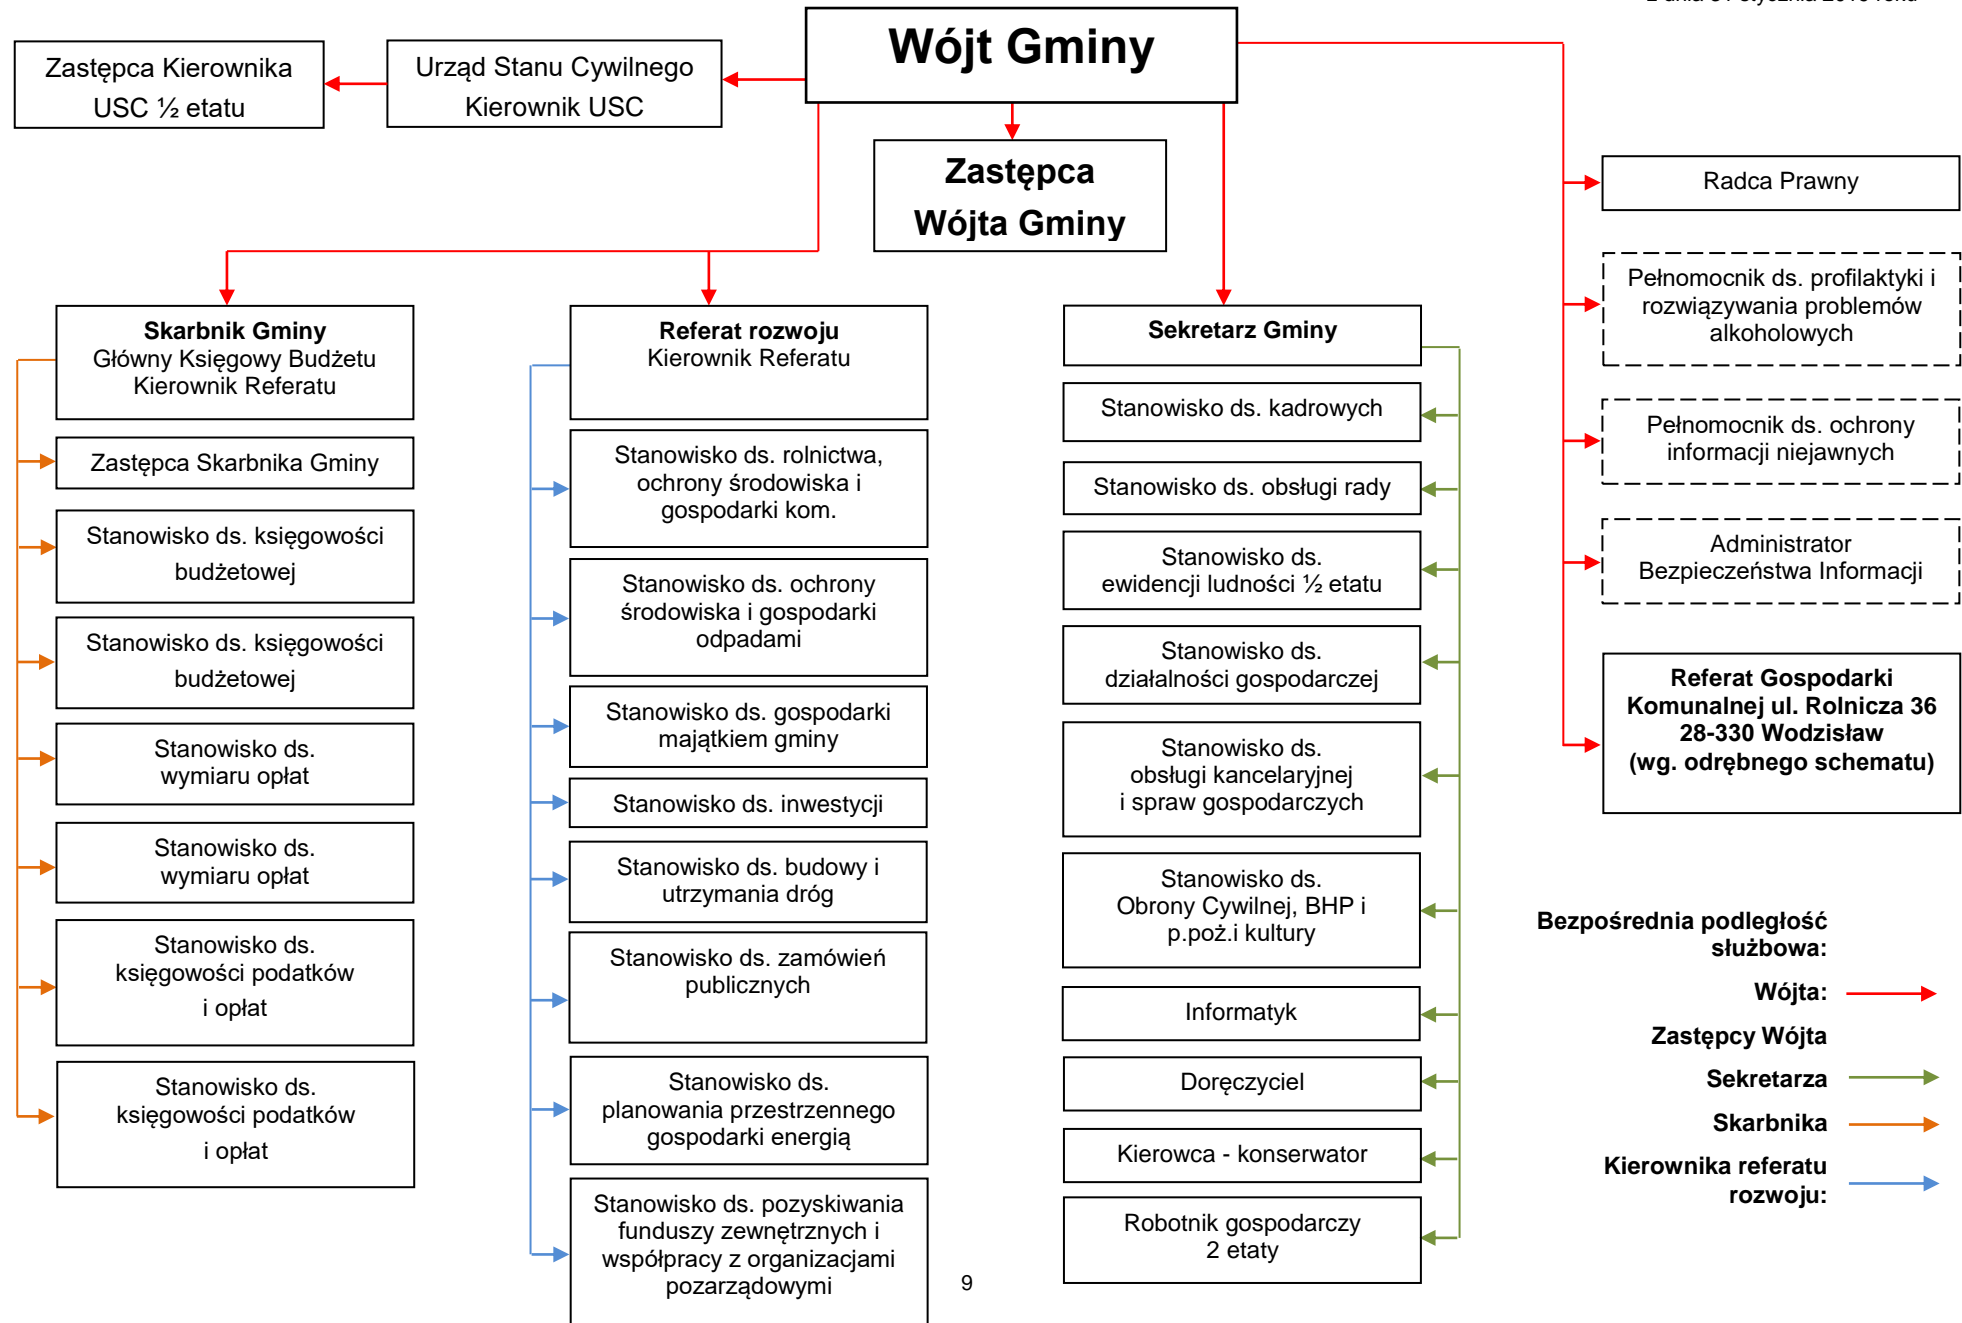 Wójt Gminy
Zastępca Kierownika
USC ½ etatu
Urząd Stanu Cywilnego
Kierownik USC
Zastępca
Wójta Gminy
Radca Prawny
Pełnomocnik ds. profilaktyki i
rozwiązywania problemów
alkoholowych
Pełnomocnik ds. ochrony
informacji niejawnych
Administrator
Bezpieczeństwa Informacji
Referat Gospodarki
Komunalnej ul. Rolnicza 36
28-330 Wodzisław
(wg. odrębnego schematu)
Skarbnik Gminy
Główny Księgowy Budżetu
Kierownik Referatu
Zastępca Skarbnika Gminy
Stanowisko ds. księgowości
budżetowej
Stanowisko ds. księgowości
budżetowej
Stanowisko ds.
wymiaru opłat
Stanowisko ds.
wymiaru opłat
Stanowisko ds.
księgowości podatków
i opłat
Stanowisko ds.
księgowości podatków
i opłat
Referat rozwoju
Kierownik Referatu
Stanowisko ds. rolnictwa,
ochrony środowiska i
gospodarki kom.
Stanowisko ds. ochrony
środowiska i gospodarki
odpadami
Stanowisko ds. gospodarki
majątkiem gminy
Stanowisko ds. inwestycji
Stanowisko ds. budowy i
utrzymania dróg
Stanowisko ds. zamówień
publicznych
Stanowisko ds.
planowania przestrzennego
gospodarki energią
Stanowisko ds. pozyskiwania
funduszy zewnętrznych i
współpracy z organizacjami
pozarządowymi
Sekretarz Gminy
Stanowisko ds. kadrowych
Stanowisko ds. obsługi rady
Stanowisko ds.
ewidencji ludności ½ etatu
Stanowisko ds.
działalności gospodarczej
Stanowisko ds.
obsługi kancelaryjnej
i spraw gospodarczych
Stanowisko ds.
Obrony Cywilnej, BHP i
p.poż.i kultury
Informatyk
Doręczyciel
Kierowca - konserwator
Robotnik gospodarczy
2 etaty
Bezpośrednia podległość
służbowa:
Wójta:
Zastępcy Wójta
Sekretarza
Skarbnika
Kierownika referatu
rozwoju:
9